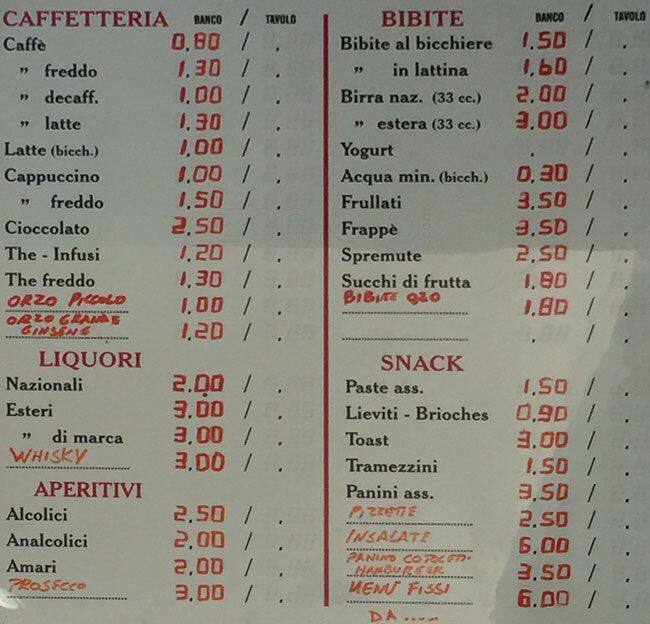 CAFFETTERIA BANCO / TAVOLO
Caffè 0.80 / .
” freddo 1.30 / .
” decaff. 1.00 / .
” latte 1.30 / .
Latte (bicch.) 1.00 / .
Cappuccino 1.00 / .
” freddo 1.50 / .
Cioccolato 2.50 / .
The - Infusi 1.20 / .
The freddo 1.30 / .
ORZO PICCOLO 1.00 / .
ORZO GRANDE
GINSENG 1.20 / .
LIQUORI
Nazionali 2.00 / .
Esteri 3.00 / .
” di marca 3.00 / .
WHISKY 3.00 / .
APERITIVI
Alcolici 2.50 / .
Analcolici 2.00 / .
Amari 2.00 / .
PROSECCO 3.00 / .
BIBITE BANCO / TAVOLO
Bibite al bicchiere 1.50 / .
” in lattina 1.60 / .
Birra naz. (33 cc.) 2.00 / .
” estera (33 cc.) 3.00 / .
Yogurt . / .
Acqua min. (bicch.) 0.30 / .
Frullati 3.50 / .
Frappè 3.50 / .
Spremute 2.50 / .
Succhi di frutta 1.80 / .
BIBITE 1.80 / .
. / .
SNACK
Paste ass. 1.50 / .
Lieviti - Brioches 0.90 / .
Toast 3.00 / .
Tramezzini 1.50 / .
Panini ass. 3.50 / .
PIZZETTE 2.50 / .
INSALATE 6.00 / .
PANINO COTOLET.
HAMBURGER 3.50 / .
MENÙ FISSI 6.00 / .
DA .....